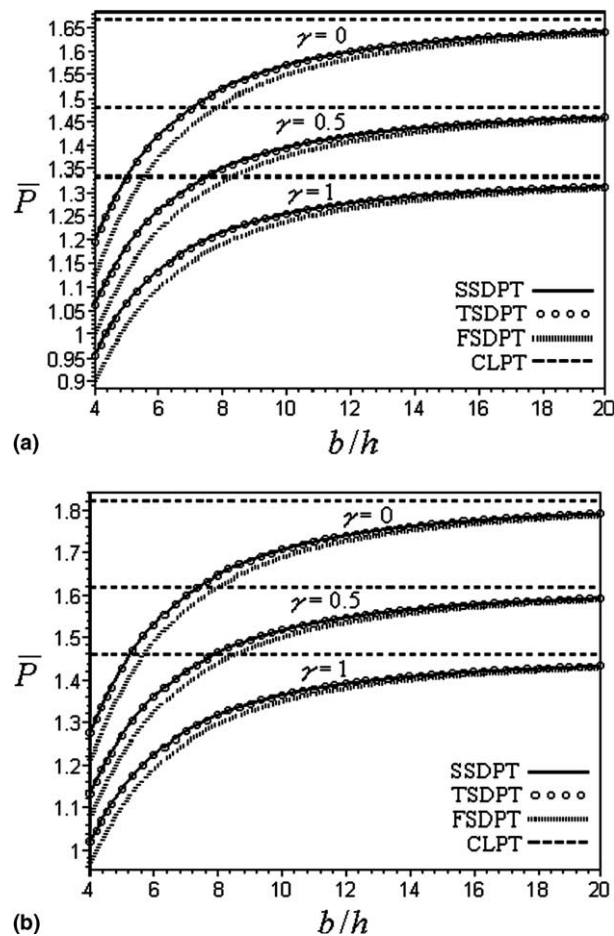 1.65
1.6
1.55
1.5
1.45
1.4
1.35
1.3
1.25
1.2
1.15
1.1
1.05
1
0.95
0.9
P̅
γ = 0
γ = 0.5
γ = 1
SSDPT
TSDPT
FSDPT
CLPT
4 6 8 10 12 14 16 18 20
(a) b/h
1.8
1.7
1.6
1.5
1.4
1.3
1.2
1.1
1
P̅
γ = 0
γ = 0.5
γ = 1
SSDPT
TSDPT
FSDPT
CLPT
4 6 8 10 12 14 16 18 20
(b) b/h